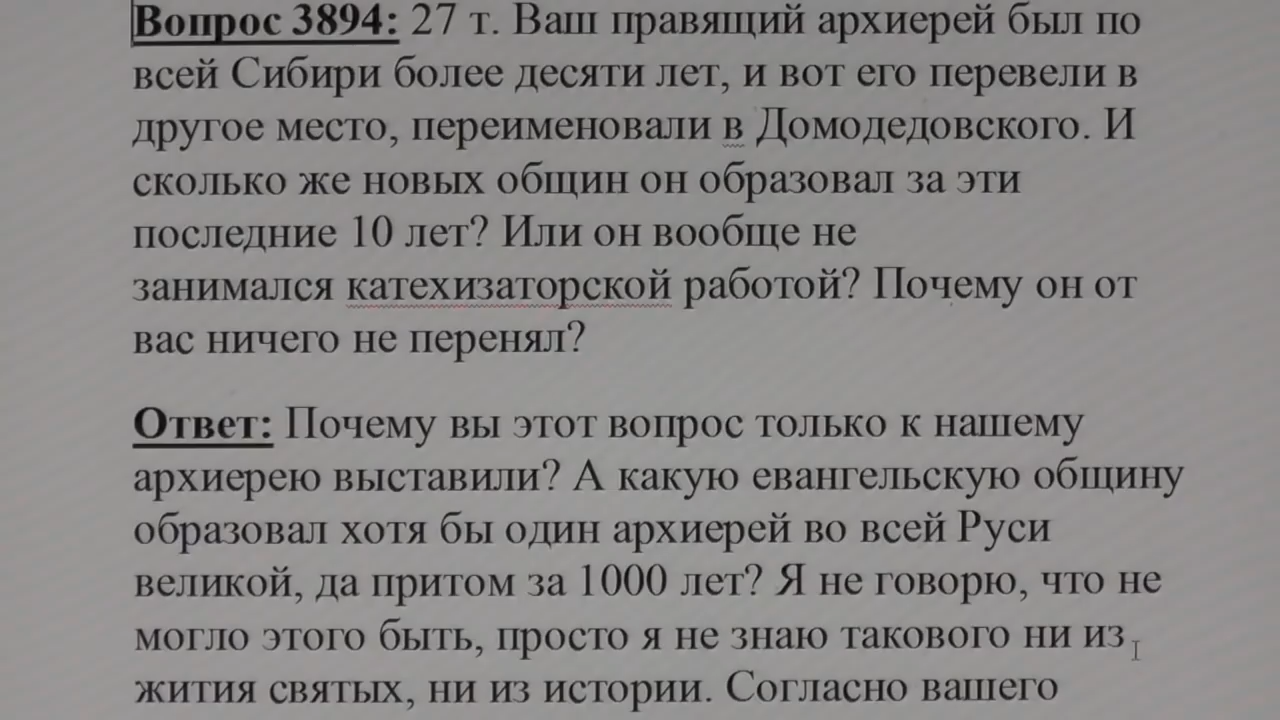 Вопрос 3894: 27 т. Ваш правящий архиерей был по
всей Сибири более десяти лет, и вот его перевели в
другое место, переименовали в Домодедовского. И
сколько же новых общин он образовал за эти
последние 10 лет? Или он вообще не
занимался катехизаторской работой? Почему он от
вас ничего не перенял?
Ответ: Почему вы этот вопрос только к нашему
архиерею выставили? А какую евангельскую общину
образовал хотя бы один архиерей во всей Руси
великой, да притом за 1000 лет? Я не говорю, что не
могло этого быть, просто я не знаю такового ни из
жития святых, ни из истории. Согласно вашего